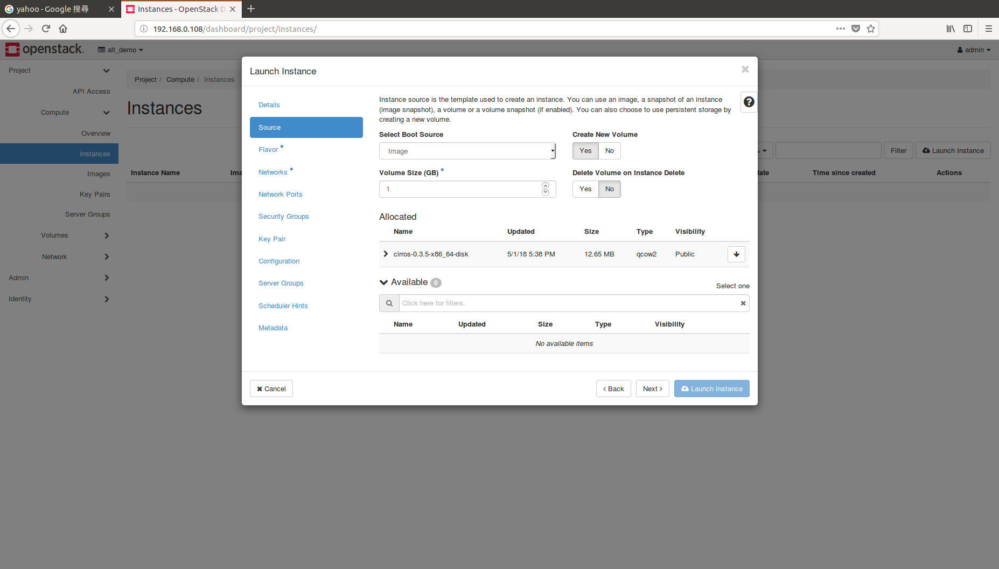 yahoo - Google 搜尋
Instances - OpenStack D
192.168.0.108/dashboard/project/instances/
openstack.
alt_demo
admin
Project
API Access
Compute
Overview
Instances
Images
Key Pairs
Server Groups
Volumes
Network
Admin
Identity
Project / Compute / Instances
Instances
= Filter Launch Instance
Instance Name Ima tate Time since created Actions
Launch Instance
Details
Source
Flavor *
Networks *
Network Ports
Security Groups
Key Pair
Configuration
Server Groups
Scheduler Hints
Metadata
Instance source is the template used to create an instance. You can use an image, a snapshot of an instance
(image snapshot), a volume or a volume snapshot (if enabled). You can also choose to use persistent storage by
creating a new volume.
Select Boot Source Create New Volume
Image Yes No
Volume Size (GB) * Delete Volume on Instance Delete
1 Yes No
Allocated
Name Updated Size Type Visibility
cirros-0.3.5-x86_64-disk 5/1/18 5:38 PM 12.65 MB qcow2 Public
Available 0
Select one
Click here for filters.
Name Updated Size Type Visibility
No available items
Cancel < Back Next > Launch Instance